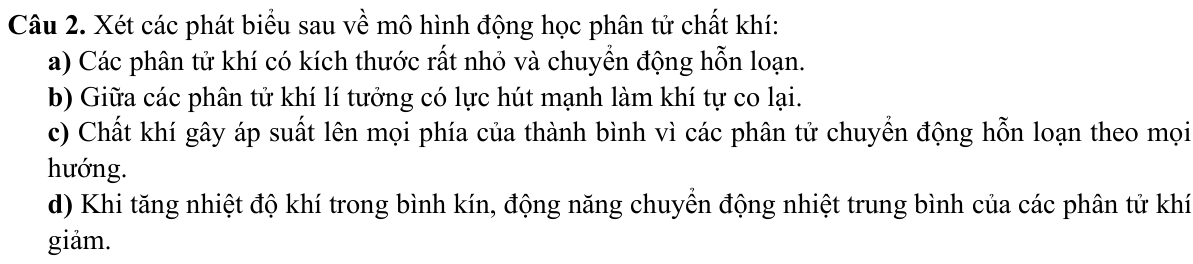 Câu 2. Xét các phát biểu sau về mô hình động học phân tử chất khí:
a) Các phân tử khí có kích thước rất nhỏ và chuyển động hỗn loạn.
b) Giữa các phân tử khí lí tưởng có lực hút mạnh làm khí tự co lại.
c) Chất khí gây áp suất lên mọi phía của thành bình vì các phân tử chuyển động hỗn loạn theo mọi
hướng.
d) Khi tăng nhiệt độ khí trong bình kín, động năng chuyển động nhiệt trung bình của các phân tử khí
giảm.